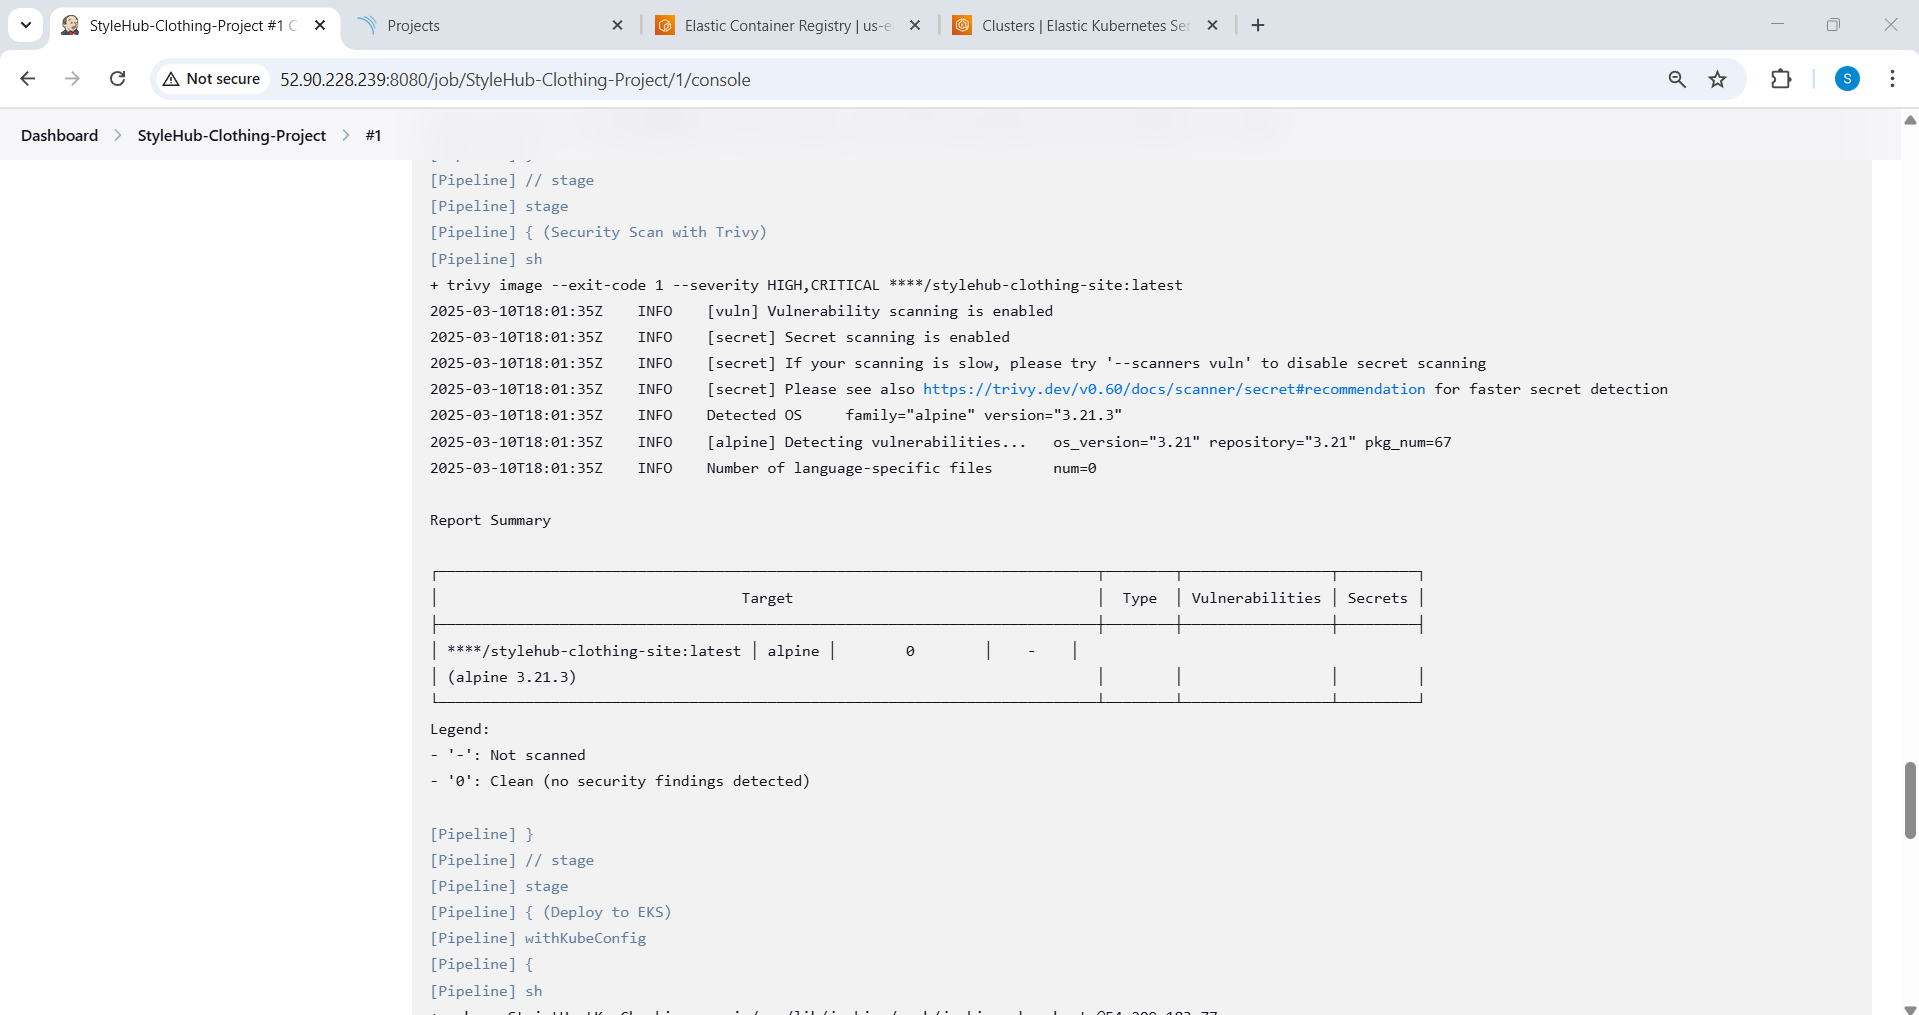 StyleHub-Clothing-Project #1 C
Projects
Elastic Container Registry | us-e
Clusters | Elastic Kubernetes Ser
Not secure
52.90.228.239:8080/job/StyleHub-Clothing-Project/1/console
S
Dashboard > StyleHub-Clothing-Project > #1
[Pipeline] // stage
[Pipeline] stage
[Pipeline] { (Security Scan with Trivy)
[Pipeline] sh
+ trivy image --exit-code 1 --severity HIGH,CRITICAL ****/stylehub-clothing-site:latest
2025-03-10T18:01:35Z INFO [vuln] Vulnerability scanning is enabled
2025-03-10T18:01:35Z INFO [secret] Secret scanning is enabled
2025-03-10T18:01:35Z INFO [secret] If your scanning is slow, please try '--scanners vuln' to disable secret scanning
2025-03-10T18:01:35Z INFO [secret] Please see also https://trivy.dev/v0.60/docs/scanner/secret#recommendation for faster secret detection
2025-03-10T18:01:35Z INFO Detected OS family="alpine" version="3.21.3"
2025-03-10T18:01:35Z INFO [alpine] Detecting vulnerabilities... os_version="3.21" repository="3.21" pkg_num=67
2025-03-10T18:01:35Z INFO Number of language-specific files num=0
Report Summary
│ Target │ Type │ Vulnerabilities │ Secrets │
│ ****/stylehub-clothing-site:latest │ alpine │ 0 │ - │
│ (alpine 3.21.3) │ │ │ │
Legend:
- '-': Not scanned
- '0': Clean (no security findings detected)
[Pipeline] }
[Pipeline] // stage
[Pipeline] stage
[Pipeline] { (Deploy to EKS)
[Pipeline] withKubeConfig
[Pipeline] {
[Pipeline] sh